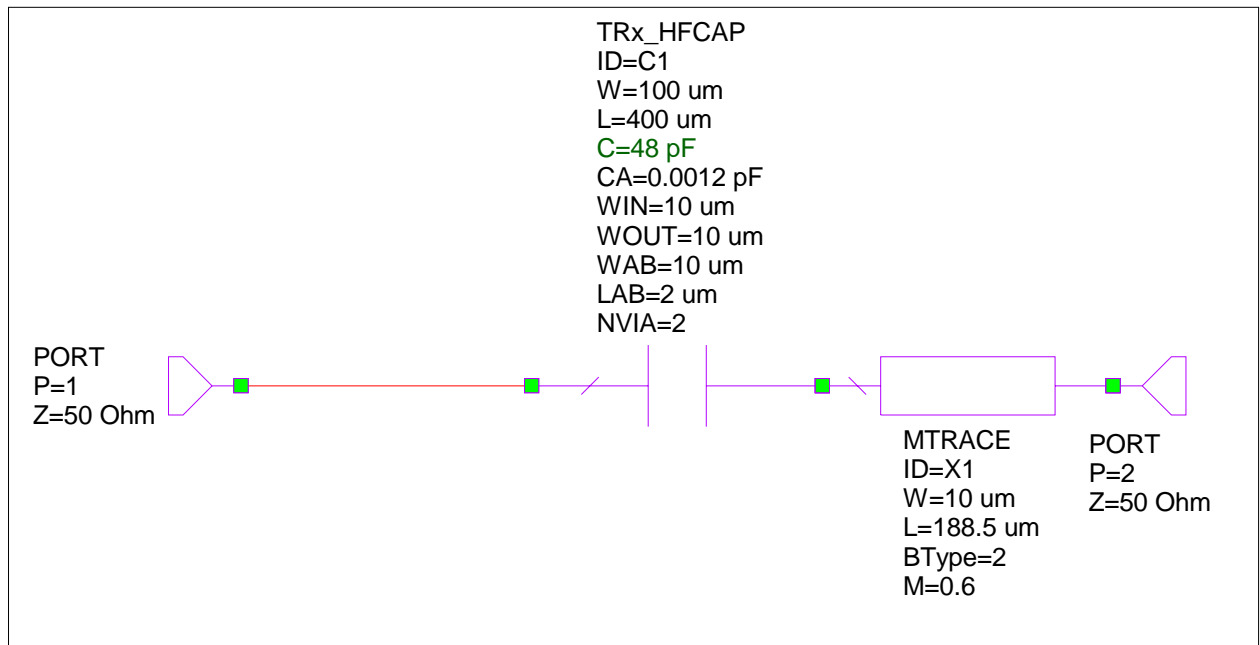 TRx_HFCAP
ID=C1
W=100 um
L=400 um
C=48 pF
CA=0.0012 pF
WIN=10 um
WOUT=10 um
WAB=10 um
LAB=2 um
NVIA=2
PORT
P=1
Z=50 Ohm
MTRACE
ID=X1
W=10 um
L=188.5 um
BType=2
M=0.6
PORT
P=2
Z=50 Ohm